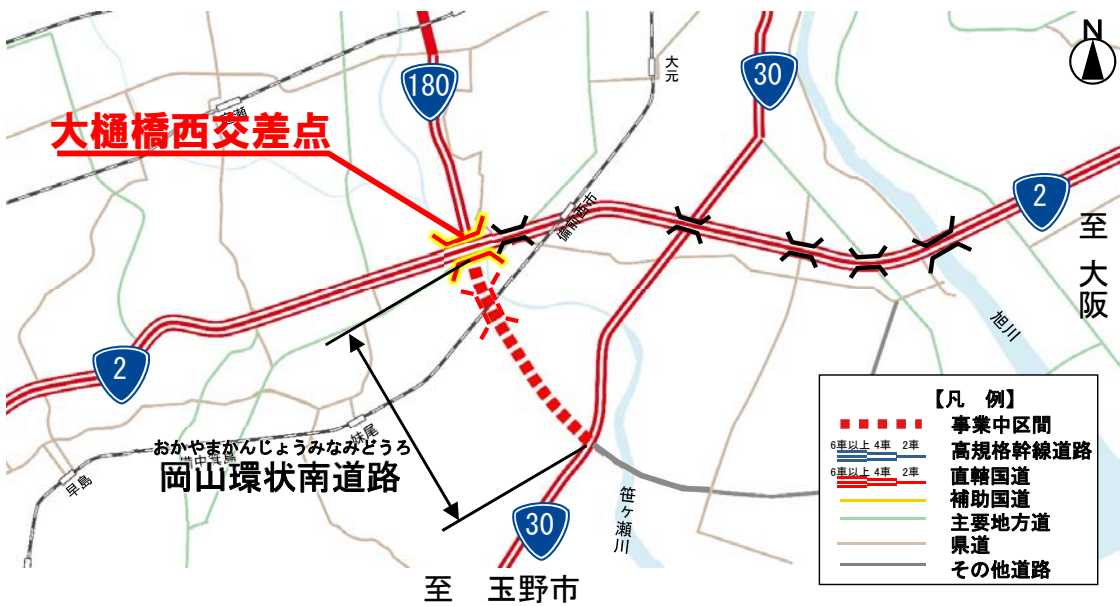 N
180
30
大元
大樋橋西交差点
2
至 大阪
備前西市
旭川
2
妹尾
おかやまかんじょうみなみどうろ
岡山環状南道路
早島
30
笹ヶ瀬川
至 玉野市
【凡 例】
事業中区間
6車以上 4車 2車
高規格幹線道路
6車以上 4車 2車
直轄国道
補助国道
主要地方道
県道
その他道路